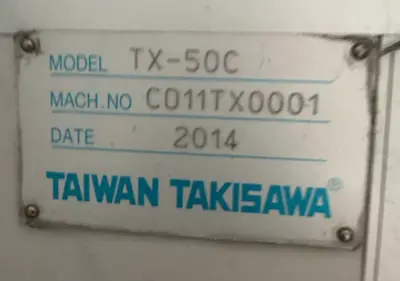 MODEL TX-50C
MACH.NO C011TX0001
DATE 2014
TAIWAN TAKISAWA®